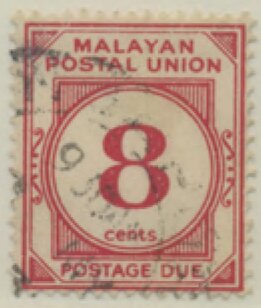 MALAYAN
POSTAL UNION
8
cents
POSTAGE DUE